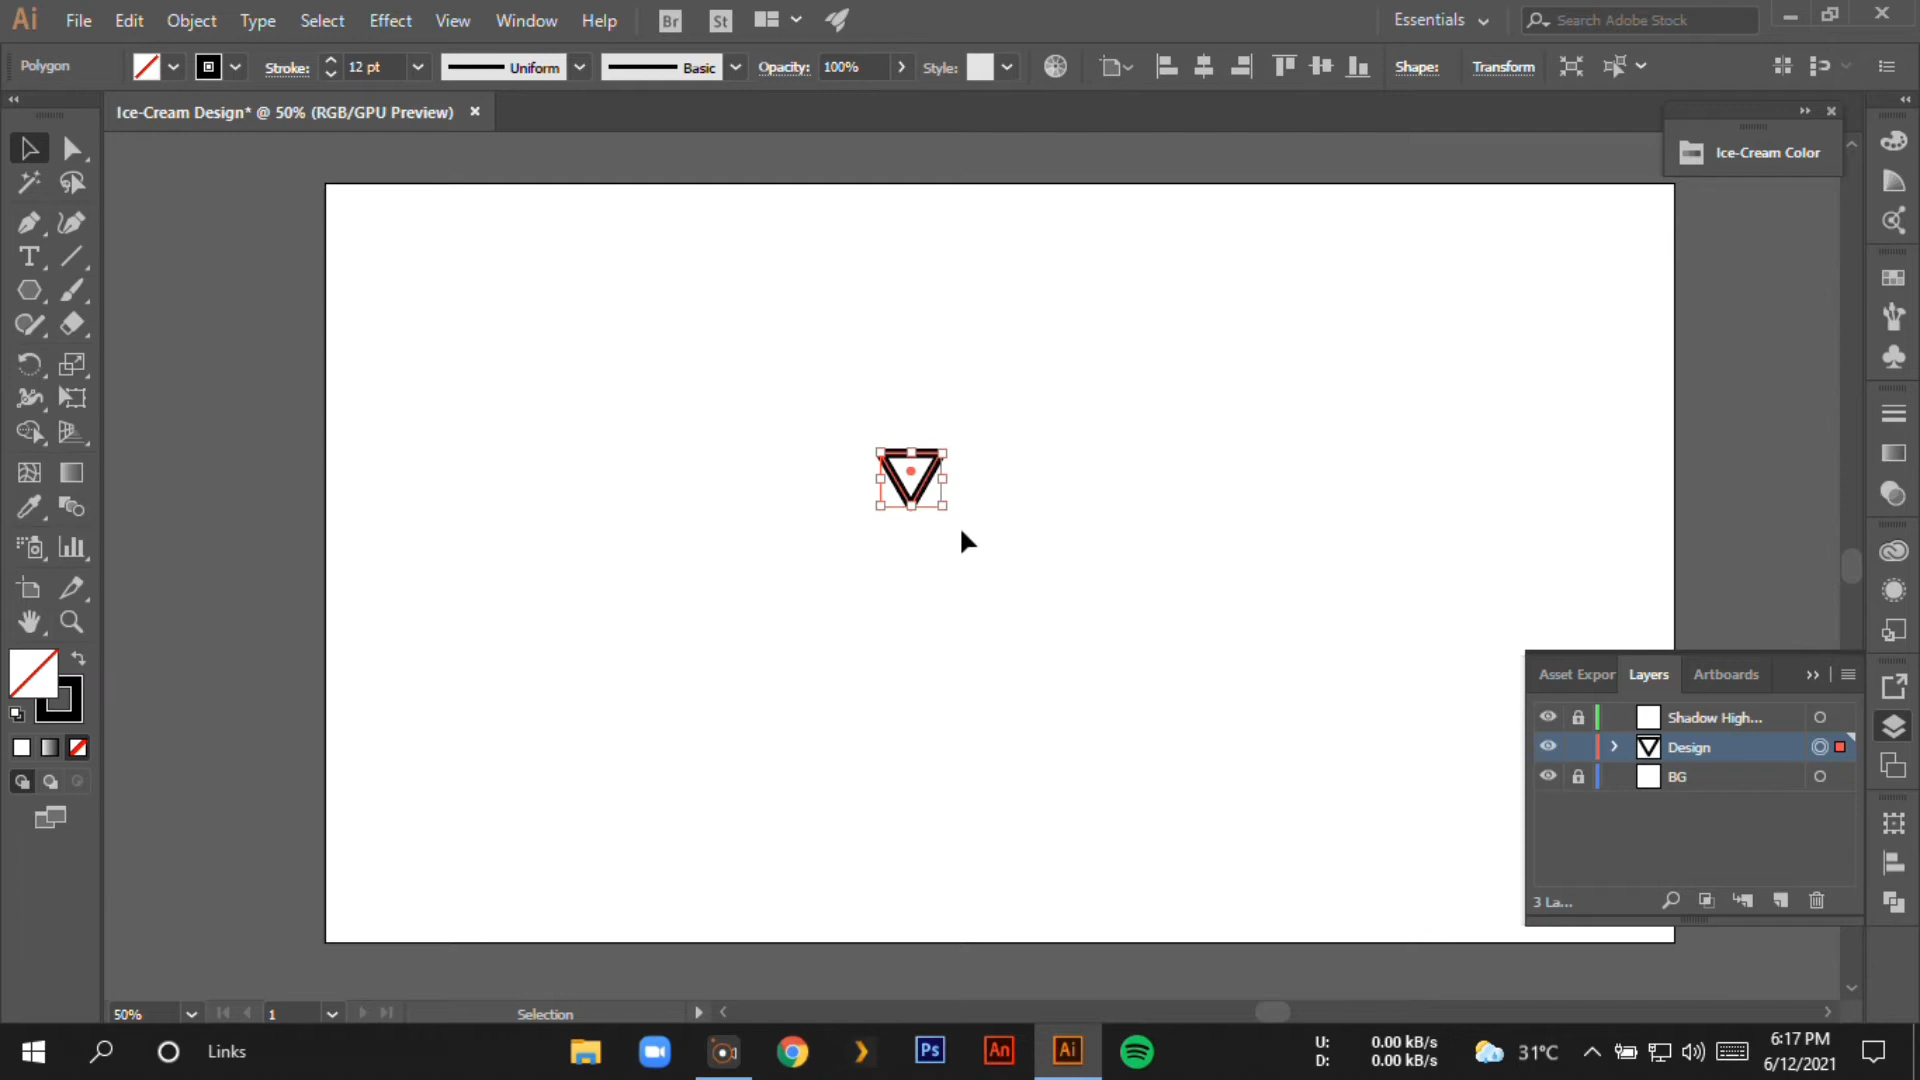 Ai File Edit Object Type Select Effect View Window Help Br St Essentials Search Adobe Stock
Polygon Stroke: 12 pt Uniform Basic Opacity: 100% Style: Shape: Transform
Ice-Cream Design* @ 50% (RGB/GPU Preview)
Ice-Cream Color
Asset Expor Layers Artboards
Shadow High...
Design
BG
3 La...
50% 1 Selection
Links Ps An Ai U: 0.00 kB/s 31°C 6:17 PM
D: 0.00 kB/s 6/12/2021